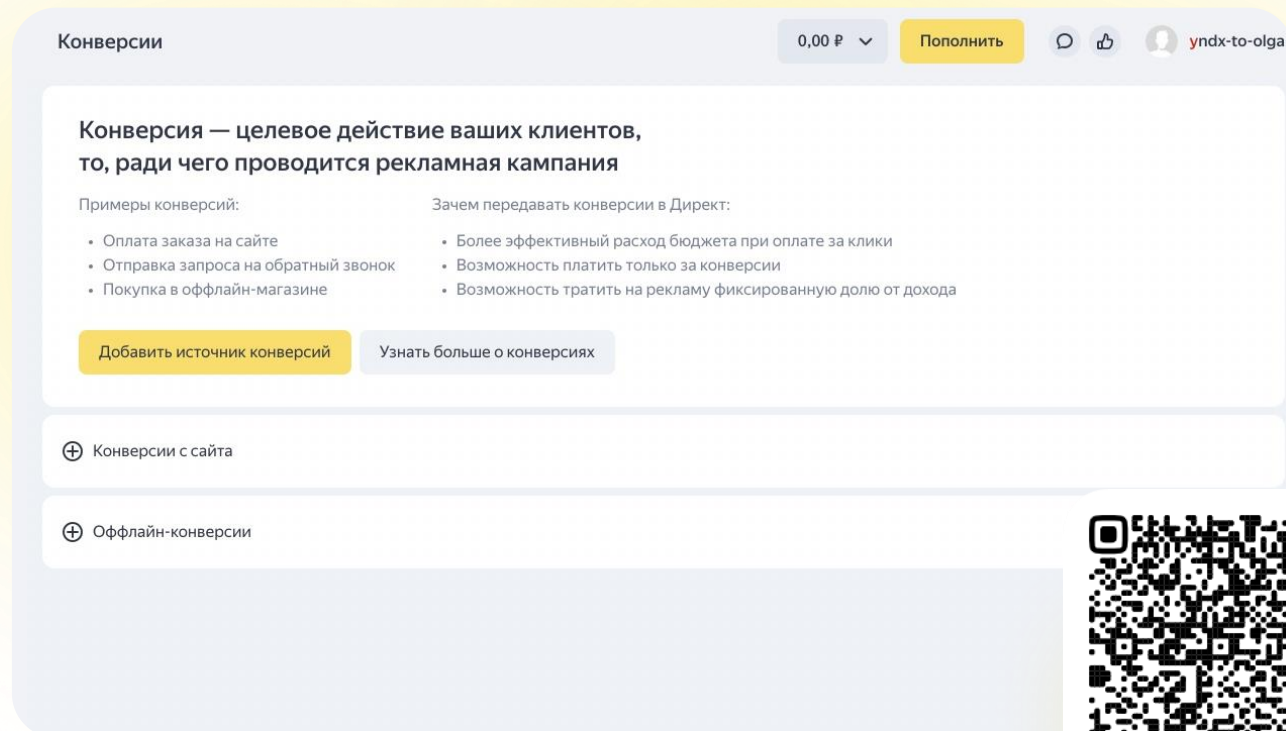 Конверсии
0,00 ₽
Пополнить
yndx-to-olga
Конверсия — целевое действие ваших клиентов,
то, ради чего проводится рекламная кампания
Примеры конверсий:
• Оплата заказа на сайте
• Отправка запроса на обратный звонок
• Покупка в оффлайн-магазине
Зачем передавать конверсии в Директ:
• Более эффективный расход бюджета при оплате за клики
• Возможность платить только за конверсии
• Возможность тратить на рекламу фиксированную долю от дохода
Добавить источник конверсий
Узнать больше о конверсиях
Конверсии с сайта
Оффлайн-конверсии